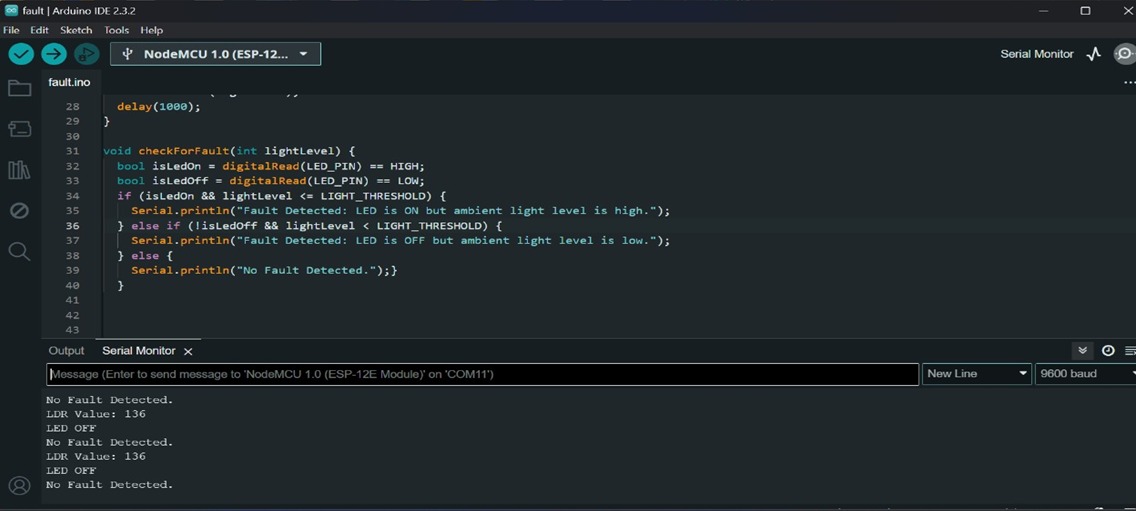 fault | Arduino IDE 2.3.2
File Edit Sketch Tools Help
NodeMCU 1.0 (ESP-12... Serial Monitor
fault.ino ...
28 delay(1000);
29 }
30
31 void checkForFault(int lightLevel) {
32 bool isLedOn = digitalRead(LED_PIN) == HIGH;
33 bool isLedOff = digitalRead(LED_PIN) == LOW;
34 if (isLedOn && lightLevel <= LIGHT_THRESHOLD) {
35 Serial.println("Fault Detected: LED is ON but ambient light level is high.");
36 } else if (!isLedOff && lightLevel < LIGHT_THRESHOLD) {
37 Serial.println("Fault Detected: LED is OFF but ambient light level is low.");
38 } else {
39 Serial.println("No Fault Detected.");}
40 }
41
42
43
Output Serial Monitor
Message (Enter to send message to 'NodeMCU 1.0 (ESP-12E Module)' on 'COM11') New Line 9600 baud
No Fault Detected.
LDR Value: 136
LED OFF
No Fault Detected.
LDR Value: 136
LED OFF
No Fault Detected.